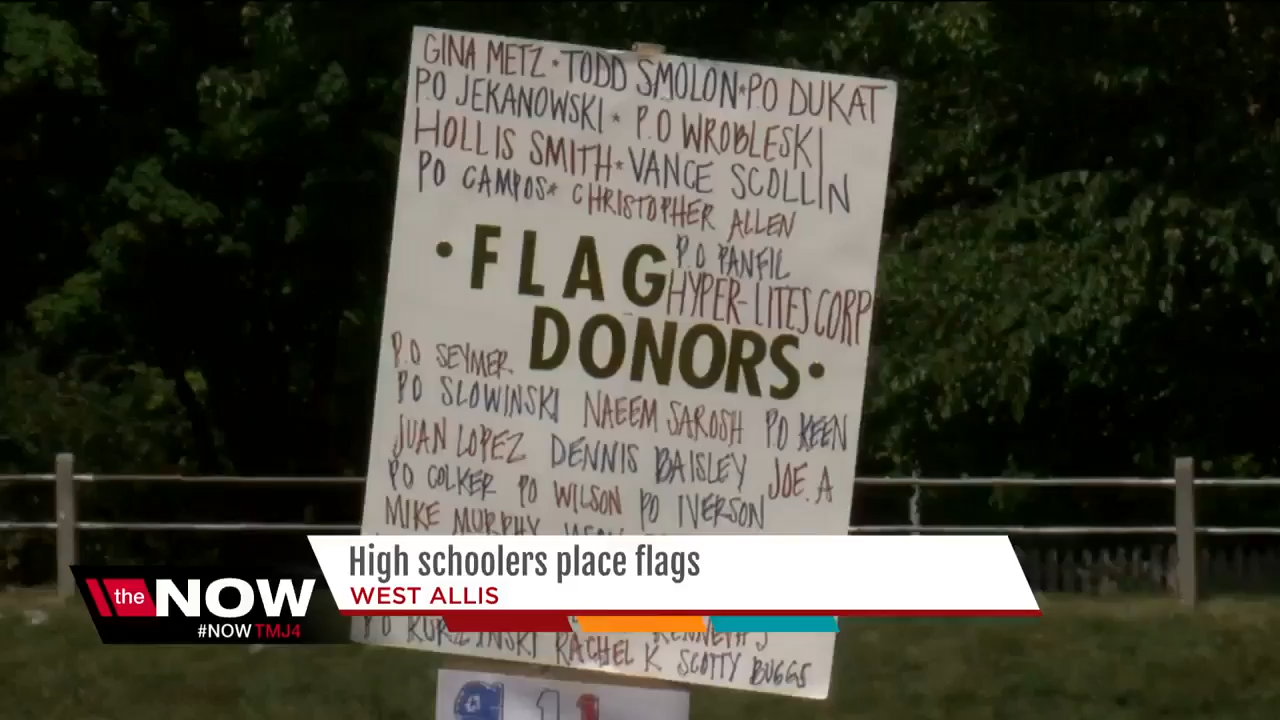 GINA METZ • TODD SMOLON * PO DUKAT
PO JEKANOWSKI * P.O WROBLESKI
HOLLIS SMITH * VANCE SCOLLIN
PO CAMPOS * CHRISTOPHER ALLEN
P.O PANFIL
• FLAG
HYPER-LITES CORP
DONORS •
P.O SEYMER
PO SLOWINSKI NAEEM SAROSH PO KEEN
JUAN LOPEZ DENNIS BAISLEY JOE. A
PO COLKER PO WILSON PO IVERSON
MIKE MURPHY
High schoolers place flags
WEST ALLIS
the NOW
#NOWTMJ4
RACHEL K SCOTTY BUGGS
911